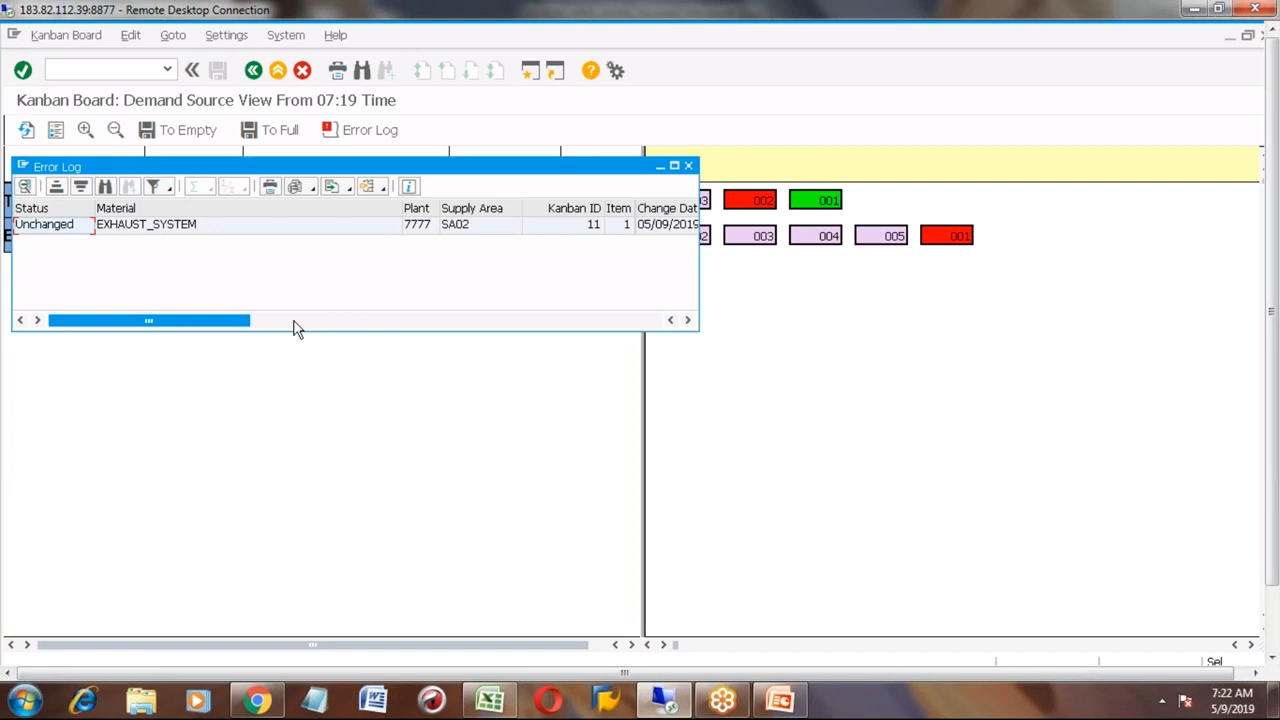 183.82.112.39:8877 - Remote Desktop Connection
Kanban Board Edit Goto Settings System Help
Kanban Board: Demand Source View From 07:19 Time
To Empty To Full Error Log
Error Log
Status Material Plant Supply Area Kanban ID Item Change Dat
Unchanged EXHAUST_SYSTEM 7777 SA02 11 1 05/09/2019
T 03 002 001
E 02 003 004 005 001
Sel
7:22 AM
5/9/2019